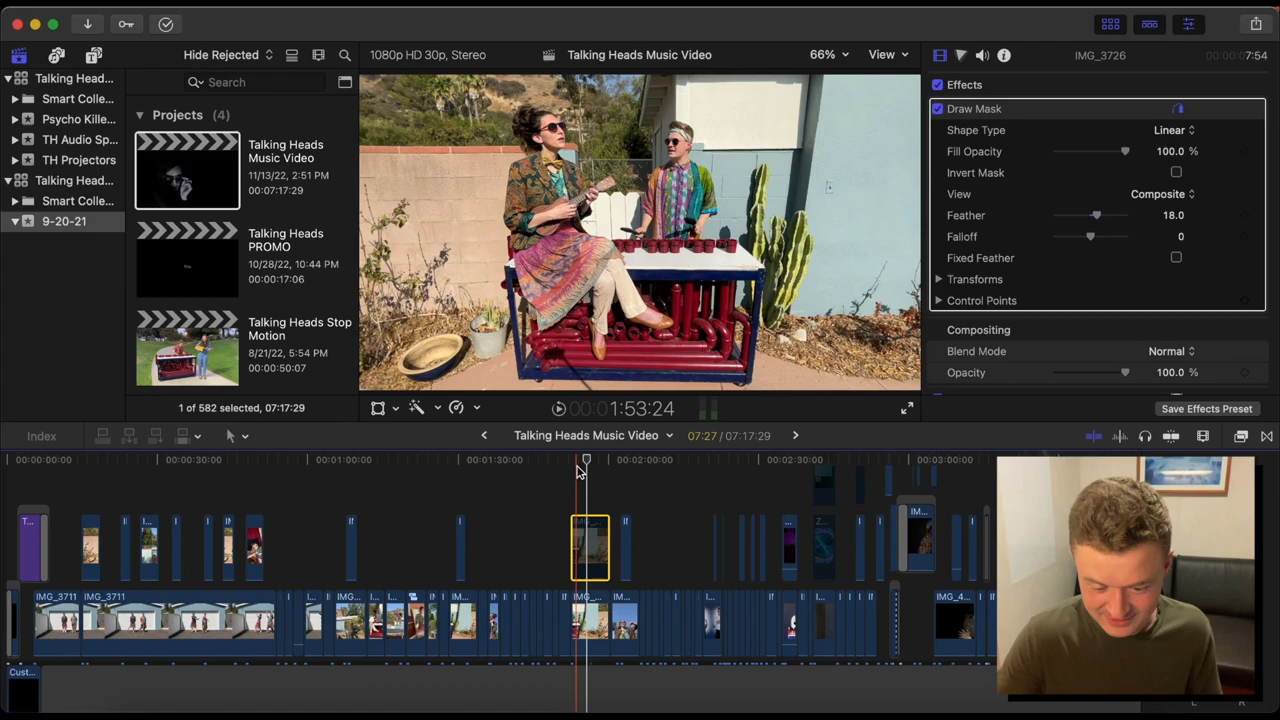 Hide Rejected
1080p HD 30p, Stereo
Talking Heads Music Video
66%
View
IMG_3726
00:00:00:07:54
Talking Head...
Smart Colle...
Psycho Kille...
TH Audio Sp...
TH Projectors
Talking Head...
Smart Colle...
9-20-21
Search
Projects (4)
Talking Heads
Music Video
11/13/22, 2:51 PM
00:07:17:29
Talking Heads
PROMO
10/28/22, 10:44 PM
00:00:17:06
Talking Heads Stop
Motion
8/21/22, 5:54 PM
00:00:50:07
1 of 582 selected, 07:17:29
00:00:1:53:24
Effects
Draw Mask
Shape Type Linear
Fill Opacity 100.0 %
Invert Mask
View Composite
Feather 18.0
Falloff 0
Fixed Feather
Transforms
Control Points
Compositing
Blend Mode Normal
Opacity 100.0 %
Save Effects Preset
Index
Talking Heads Music Video
07:27 / 07:17:29
00:00:00:00
00:00:30:00
00:01:00:00
00:01:30:00
00:02:00:00
00:02:30:00
00:03:00:00
T...
I...
IMG_...
IM...
IMG_3711
IMG_3711
IMG...
IM...
IM...
IMG_...
IMG...
I...
IMG_4...
Cust...
L R